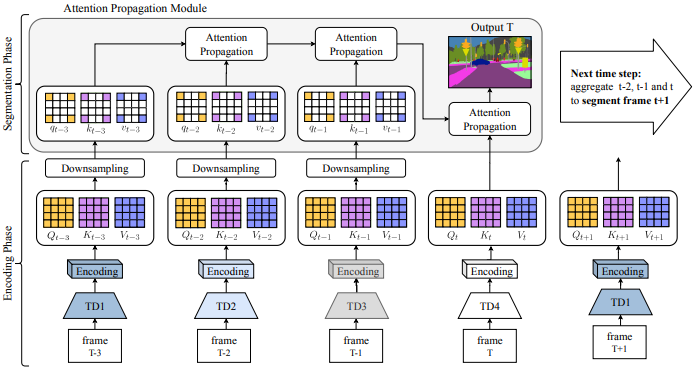 Attention Propagation Module
Segmentation Phase
Encoding Phase
Attention
Propagation
Attention
Propagation
Output T
Attention
Propagation
Next time step:
aggregate t-2, t-1 and t
to segment frame t+1
q_{t−3} k_{t−3} v_{t−3}
q_{t−2} k_{t−2} v_{t−2}
q_{t−1} k_{t−1} v_{t−1}
Downsampling
Downsampling
Downsampling
Q_{t−3} K_{t−3} V_{t−3}
Q_{t−2} K_{t−2} V_{t−2}
Q_{t−1} K_{t−1} V_{t−1}
Q_t K_t V_t
Q_{t+1} K_{t+1} V_{t+1}
Encoding
Encoding
Encoding
Encoding
Encoding
TD1
TD2
TD3
TD4
TD1
frame
T-3
frame
T-2
frame
T-1
frame
T
frame
T+1